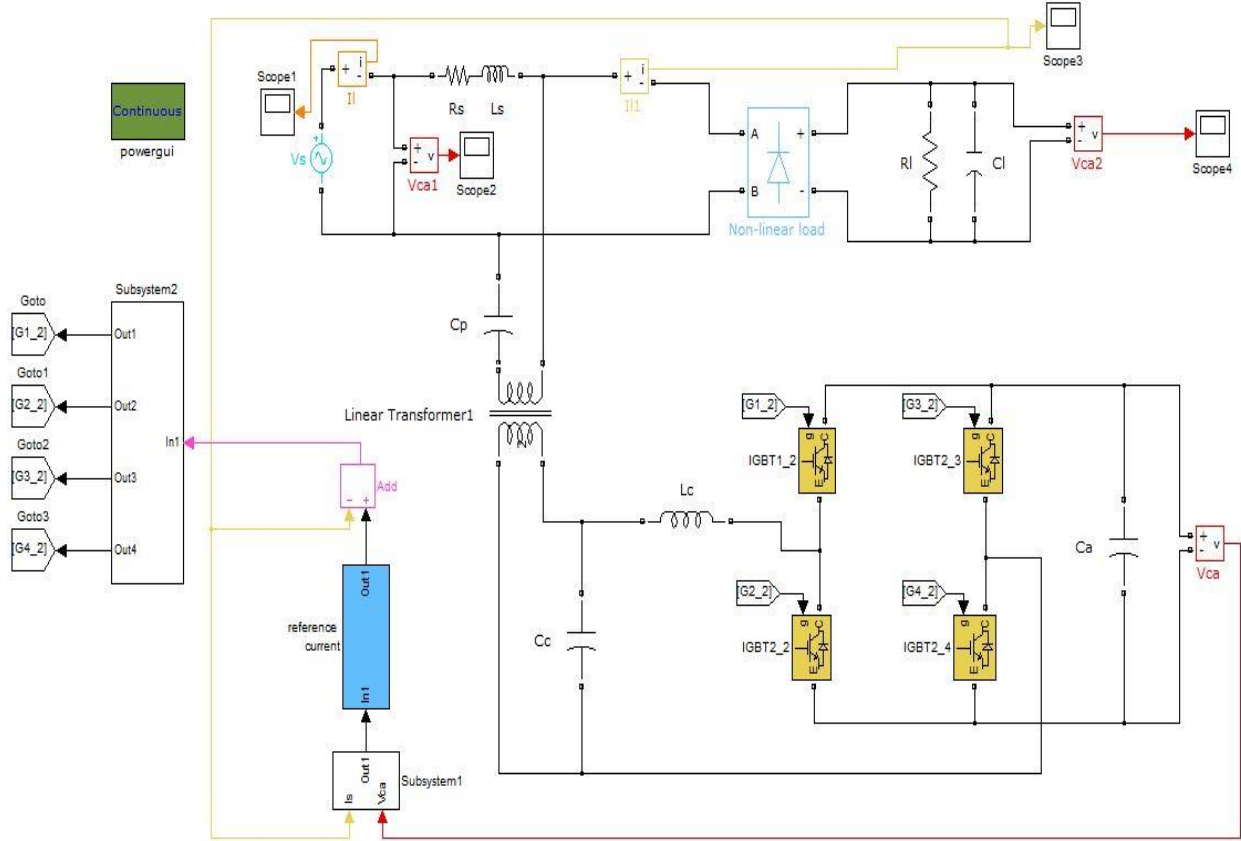 Scope3
Scope1
i
+
-
Il
i
+
-
Il1
Continuous
powergui
Rs
Ls
+
Vs
+
-
v
Vca1
Scope2
A
B
+
-
Non-linear load
Rl
Cl
+
-
v
Vca2
Scope4
Subsystem2
Goto
[G1_2]
Out1
Goto1
[G2_2]
Out2
Goto2
[G3_2]
Out3
Goto3
[G4_2]
Out4
In1
Cp
Linear Transformer1
2
Add
-
+
[G1_2]
g
C
E
IGBT1_2
[G3_2]
g
C
E
IGBT2_3
Lc
Ca
+
-
v
Vca
[G2_2]
g
C
E
IGBT2_2
[G4_2]
g
C
E
IGBT2_4
Cc
Out1
reference
current
In1
Out1
Subsystem1
Is
Vca